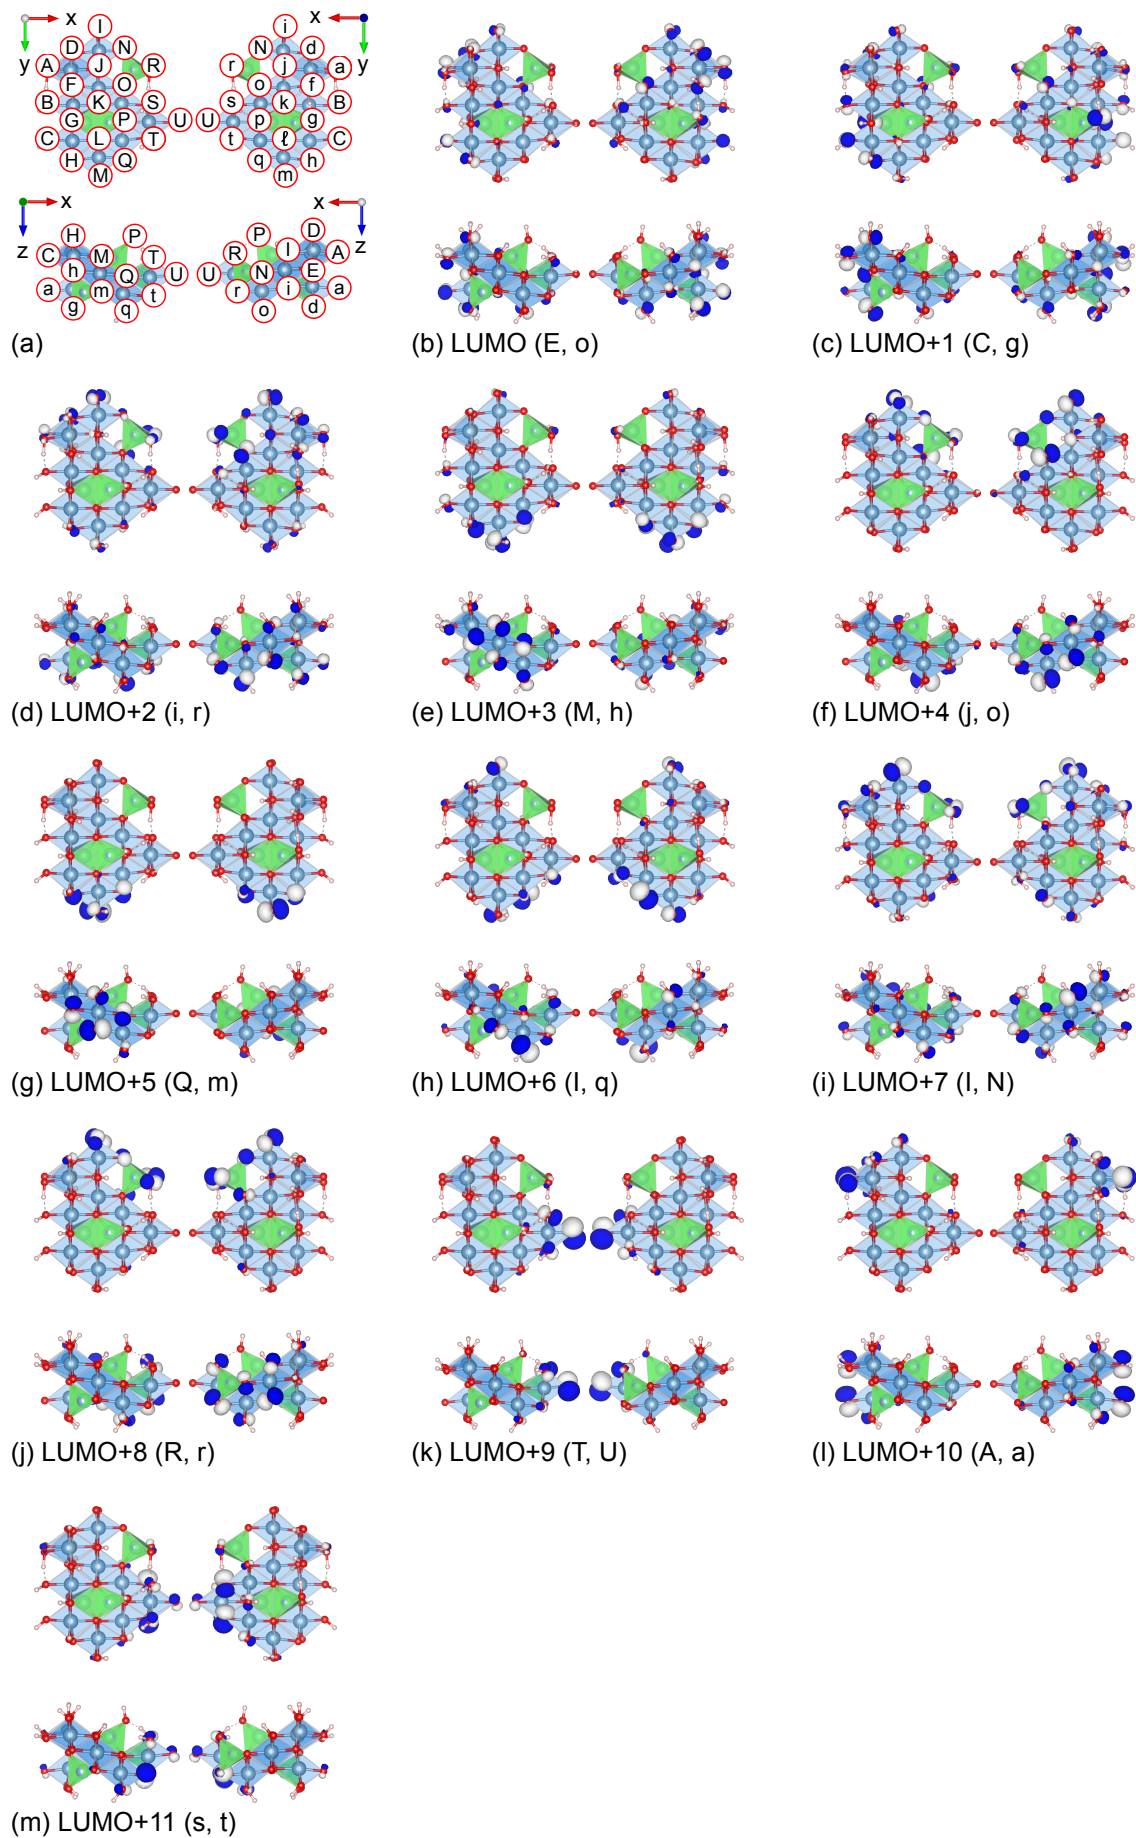 x I i x
D N N d
y A J R r j a y
F O o f
B K S s k B
G P U U p g
C L T t ℓ C
H Q q h
M m
x x
H P P D
z C M T R I A z
h Q U U N E
a m t r i a
g q o d
(a)
(b) LUMO (E, o)
(c) LUMO+1 (C, g)
(d) LUMO+2 (i, r)
(e) LUMO+3 (M, h)
(f) LUMO+4 (j, o)
(g) LUMO+5 (Q, m)
(h) LUMO+6 (I, q)
(i) LUMO+7 (I, N)
(j) LUMO+8 (R, r)
(k) LUMO+9 (T, U)
(l) LUMO+10 (A, a)
(m) LUMO+11 (s, t)